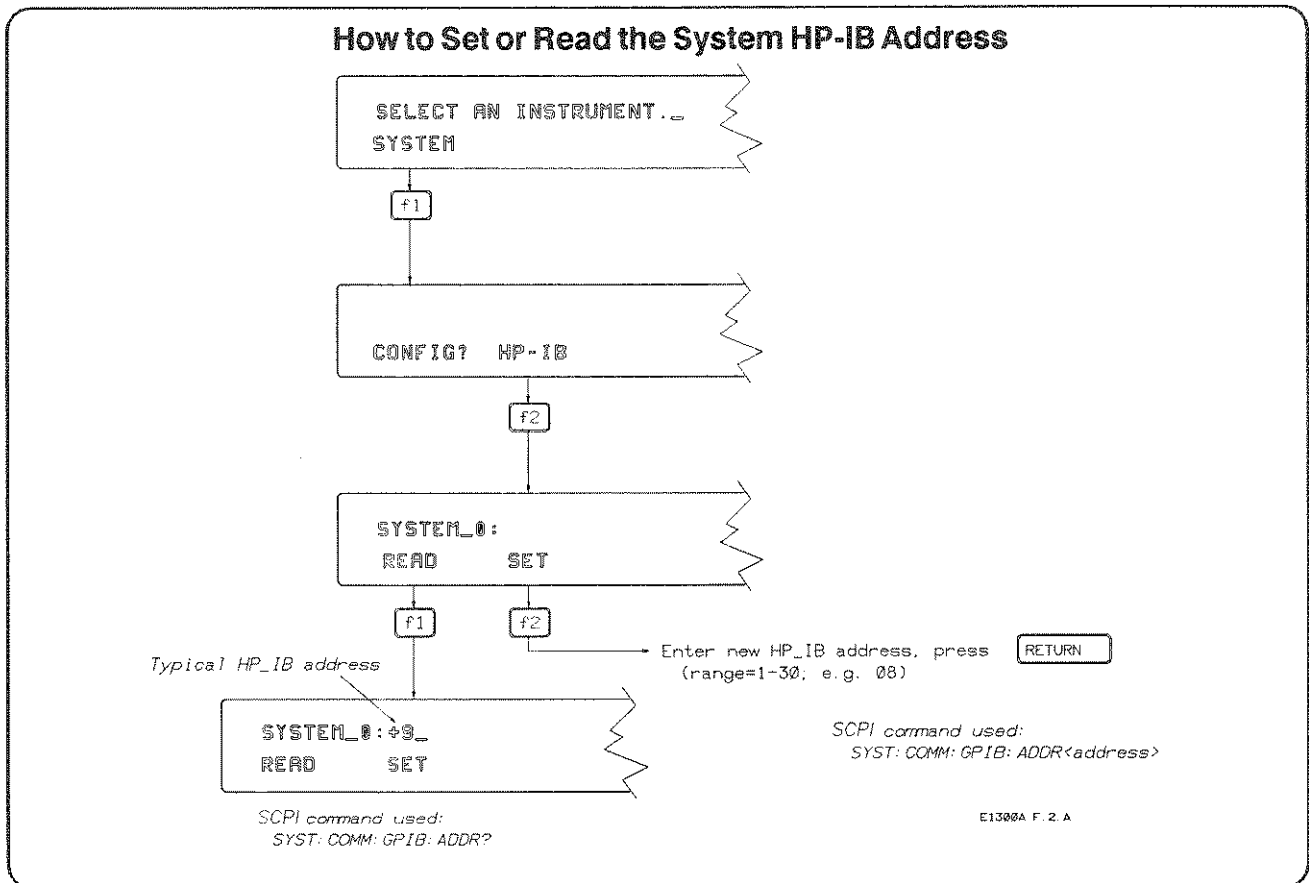 How to Set or Read the System HP-IB Address
SELECT AN INSTRUMENT._
SYSTEM
f1
CONFIG? HP-IB
f2
SYSTEM_0:
READ SET
f1 f2
Enter new HP_IB address, press RETURN
(range=1-30; e.g. 08)
Typical HP_IB address
SYSTEM_0:+9_
READ SET
SCPI command used:
SYST:COMM:GPIB:ADDR?
SCPI command used:
SYST:COMM:GPIB:ADDR<address>
E1300A F.2.A